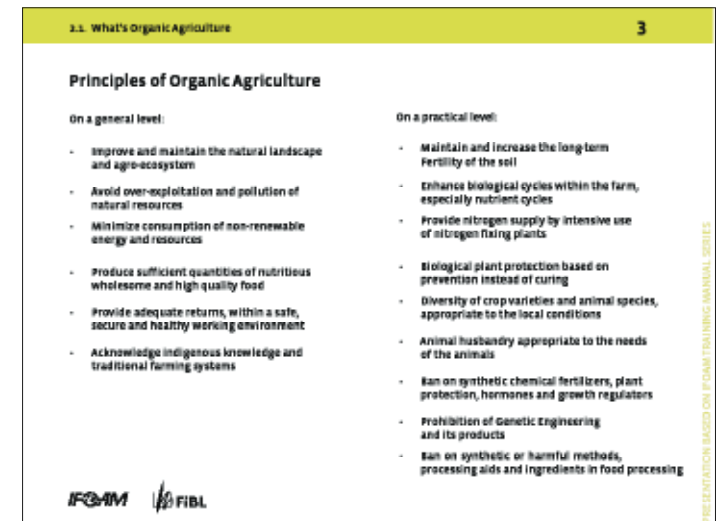 2.1. What's Organic Agriculture
3
Principles of Organic Agriculture
On a general level:
- Improve and maintain the natural landscape
and agro-ecosystem
- Avoid over-exploitation and pollution of
natural resources
- Minimize consumption of non-renewable
energy and resources
- Produce sufficient quantities of nutritious
wholesome and high quality food
- Provide adequate returns, within a safe,
secure and healthy working environment
- Acknowledge indigenous knowledge and
traditional farming systems
On a practical level:
- Maintain and increase the long-term
Fertility of the soil
- Enhance biological cycles within the farm,
especially nutrient cycles
- Provide nitrogen supply by intensive use
of nitrogen fixing plants
- Biological plant protection based on
prevention instead of curing
- Diversity of crop varieties and animal species,
appropriate to the local conditions
- Animal husbandry appropriate to the needs
of the animals
- Ban on synthetic chemical fertilizers, plant
protection, hormones and growth regulators
- Prohibition of Genetic Engineering
and its products
- Ban on synthetic or harmful methods,
processing aids and ingredients in food processing
IFOAM
FiBL
PRESENTATION BASED ON IFOAM TRAINING MANUAL SERIES